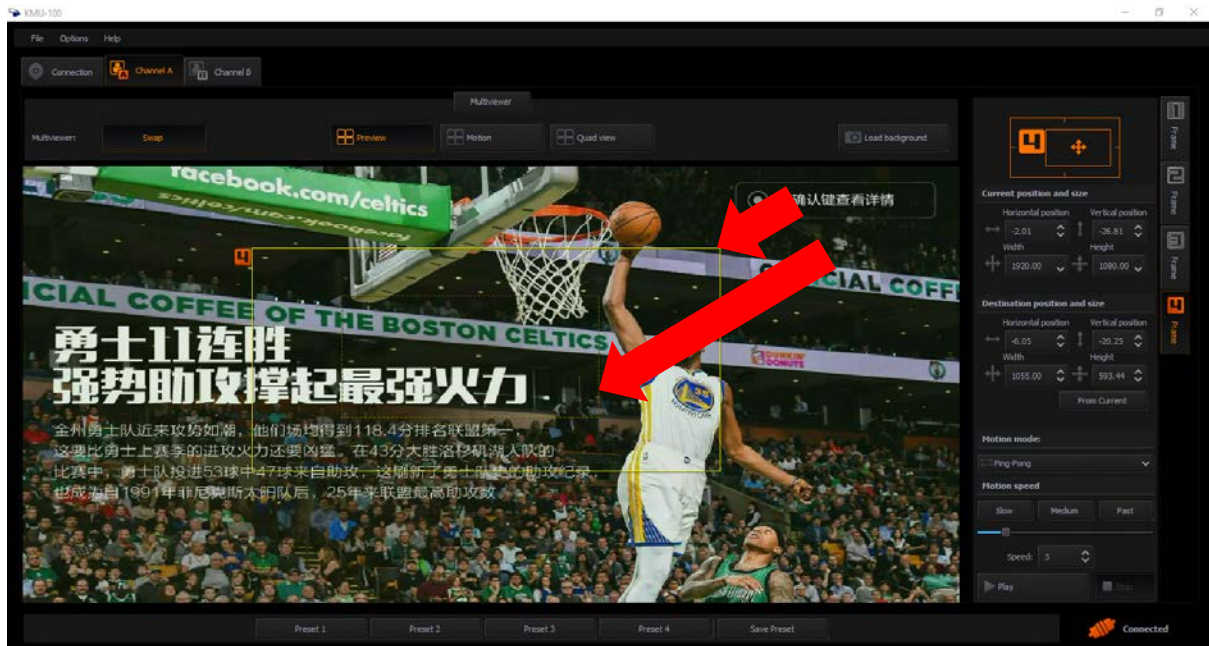 KMU-100
File Options Help
Connection Channel A Channel B
Multiviewer
Multiviewer: Swap Preview Motion Quad view Load background
facebook.com/celtics
确认键查看详情
4
CIAL COFFEE OF THE BOSTON CELTICS
CIAL COFFE
DUNKIN'
DONUTS
勇士11连胜
强势助攻撑起最强火力
35
金州勇士队近来攻势如潮，他们场均得到118.4分排名联盟第一，
这要比勇士上赛季的进攻火力还要凶猛。在43分大胜洛杉矶湖人队的
比赛中，勇士队投进53球中47球来自助攻，这刷新了勇士队史的助攻纪录，
也成为自1991年菲尼克斯太阳队后，25年来联盟最高助攻数。
4
Current position and size
Horizontal position Vertical position
-2.01 -26.81
Width Height
1920.00 1080.00
Destination position and size
Horizontal position Vertical position
-6.05 -20.25
Width Height
1055.00 593.44
From Current
Motion mode:
Ping-Pong
Motion speed
Slow Medium Fast
Speed: 3
Play Stop
1 Frame
2 Frame
3 Frame
4 Frame
Preset 1 Preset 2 Preset 3 Preset 4 Save Preset
Connected